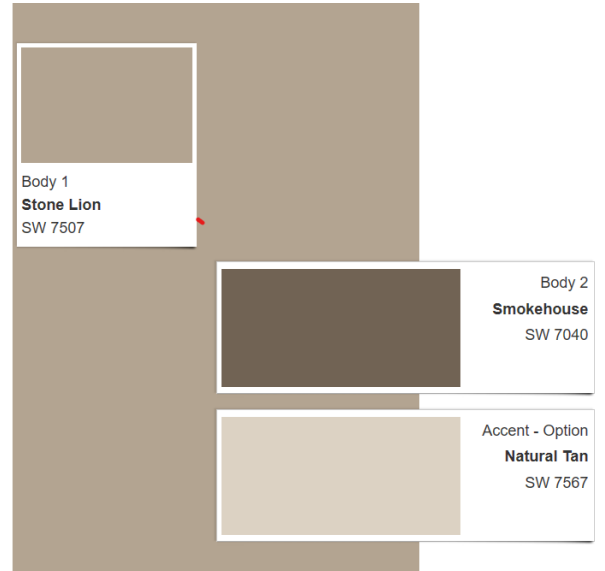 Body 1
Stone Lion
SW 7507
Body 2
Smokehouse
SW 7040
Accent - Option
Natural Tan
SW 7567